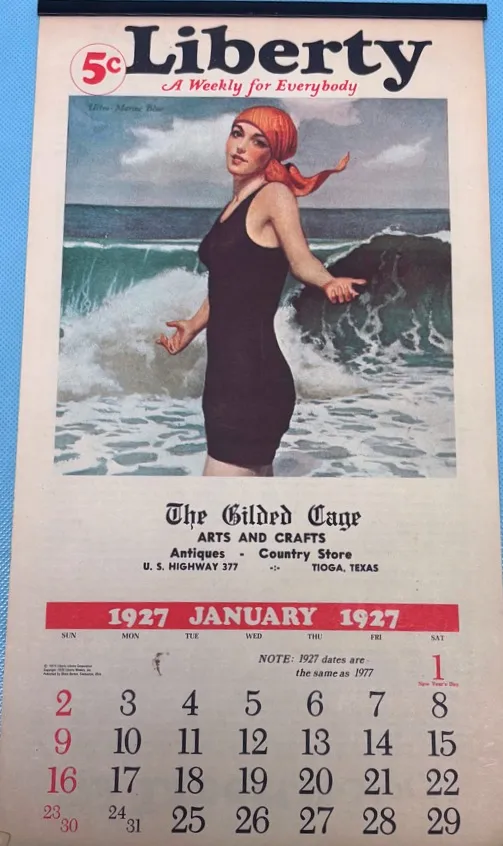 5¢ Liberty
A Weekly for Everybody
Ultra-Marine Blue
The Gilded Cage
ARTS AND CRAFTS
Antiques - Country Store
U. S. HIGHWAY 377 -:- TIOGA, TEXAS
1927 JANUARY 1927
SUN MON TUE WED THU FRI SAT
NOTE: 1927 dates are
the same as 1977
1
New Year's Day
2 3 4 5 6 7 8
9 10 11 12 13 14 15
16 17 18 19 20 21 22
23 30 24 31 25 26 27 28 29